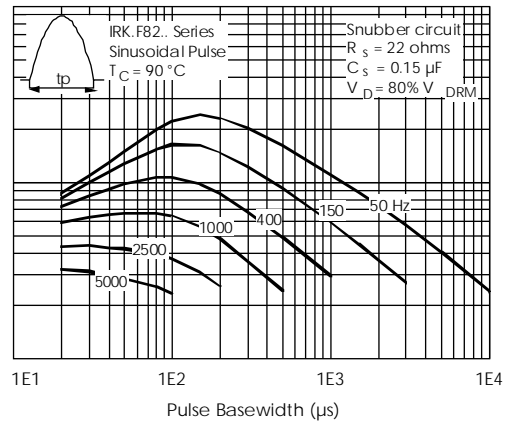 IRK.F82.. Series
Sinusoidal Pulse
T C = 90 °C
tp
Snubber circuit
R s = 22 ohms
C s = 0.15 µF
V D = 80% V DRM
50 Hz
150
400
1000
2500
5000
1E1 1E2 1E3 1E4
Pulse Basewidth (µs)